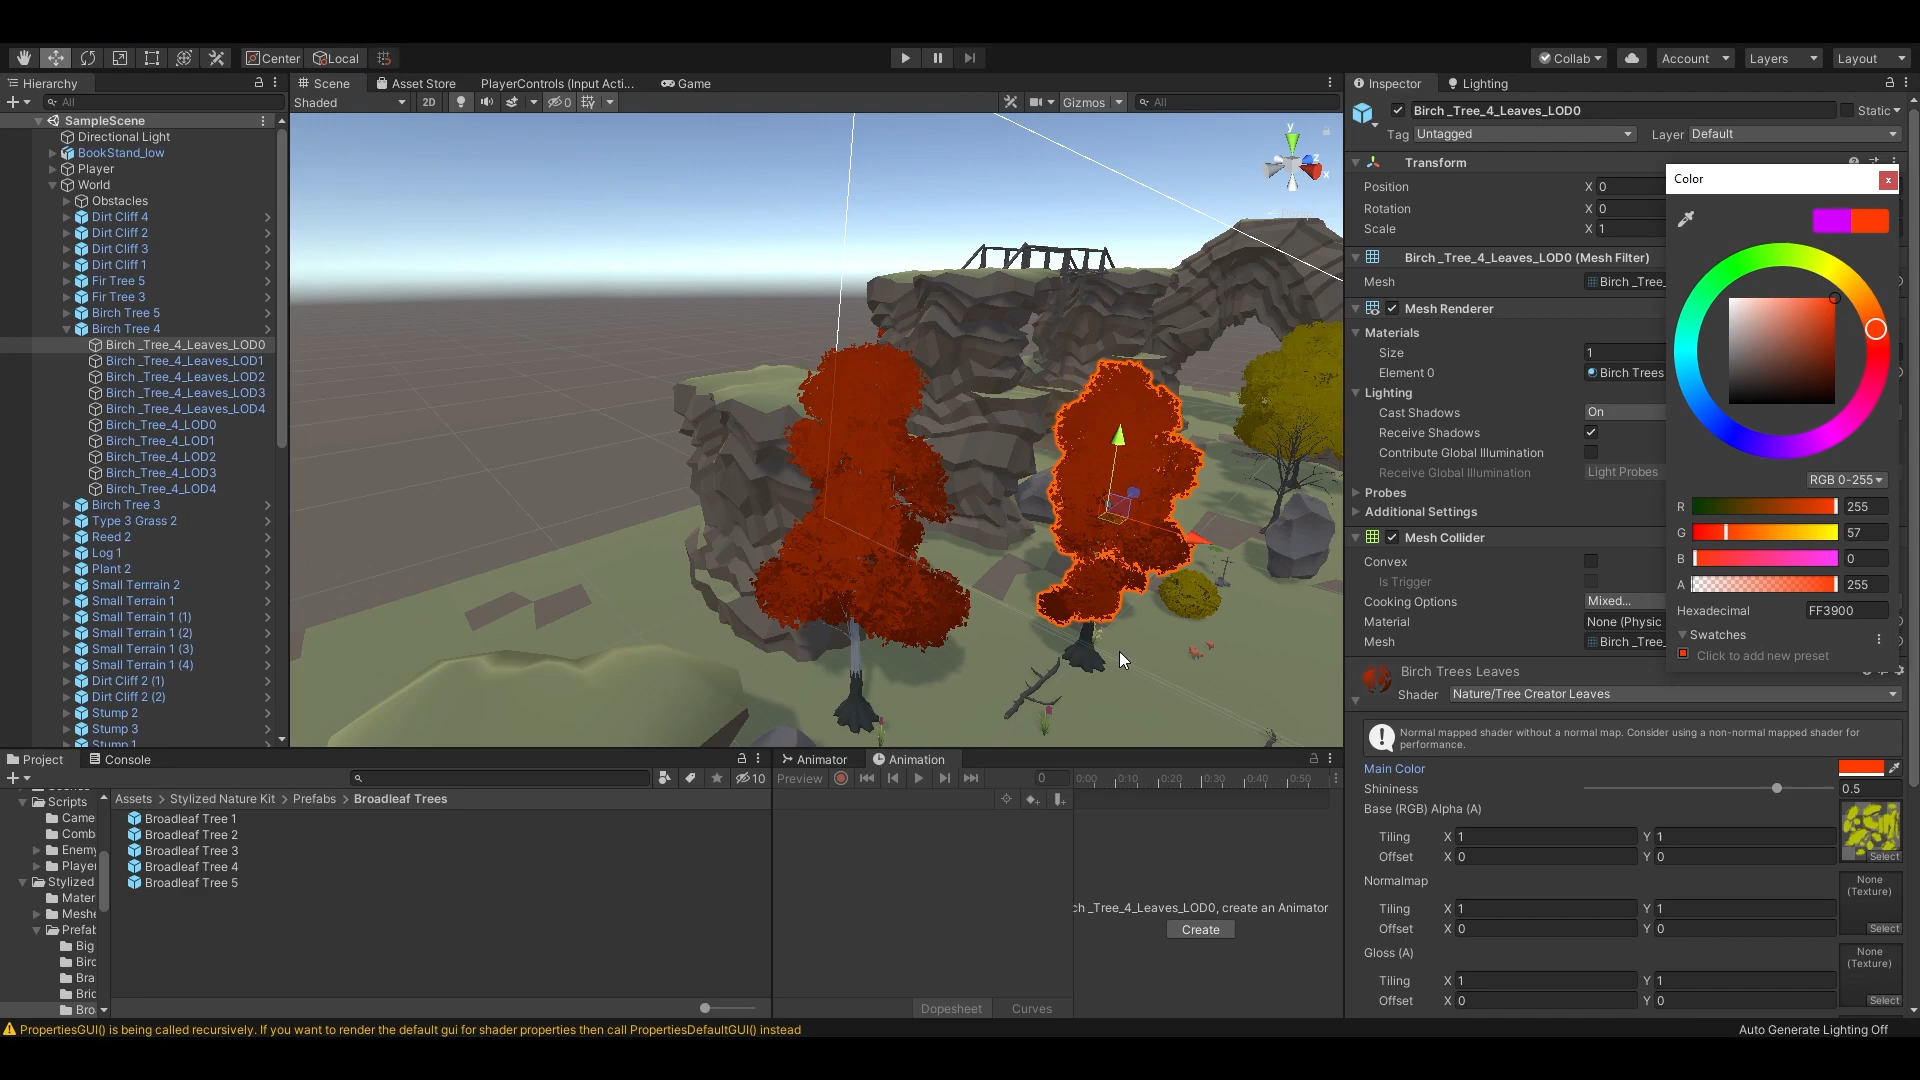 Center
Local
Collab
Account
Layers
Layout
Hierarchy
Scene
Asset Store
PlayerControls (Input Acti...
Game
Inspector
Lighting
All
Shaded
2D
0
Gizmos
All
Birch _Tree_4_Leaves_LOD0
Static
Tag Untagged
Layer Default
SampleScene
Directional Light
BookStand_low
Player
World
Obstacles
Dirt Cliff 4
Dirt Cliff 2
Dirt Cliff 3
Dirt Cliff 1
Fir Tree 5
Fir Tree 3
Birch Tree 5
Birch Tree 4
Birch _Tree_4_Leaves_LOD0
Birch _Tree_4_Leaves_LOD1
Birch _Tree_4_Leaves_LOD2
Birch _Tree_4_Leaves_LOD3
Birch _Tree_4_Leaves_LOD4
Birch_Tree_4_LOD0
Birch_Tree_4_LOD1
Birch_Tree_4_LOD2
Birch_Tree_4_LOD3
Birch_Tree_4_LOD4
Birch Tree 3
Type 3 Grass 2
Reed 2
Log 1
Plant 2
Small Terrrain 2
Small Terrain 1
Small Terrain 1 (1)
Small Terrain 1 (2)
Small Terrain 1 (3)
Small Terrain 1 (4)
Dirt Cliff 2 (1)
Dirt Cliff 2 (2)
Stump 2
Stump 3
Stump 1
y
z
x
Transform
Position X 0
Rotation X 0
Scale X 1
Birch _Tree_4_Leaves_LOD0 (Mesh Filter)
Mesh Birch _Tree_
Mesh Renderer
Materials
Size 1
Element 0 Birch Trees
Lighting
Cast Shadows On
Receive Shadows
Contribute Global Illumination
Receive Global Illumination Light Probes
Probes
Additional Settings
Mesh Collider
Convex
Is Trigger
Cooking Options Mixed...
Material None (Physic
Mesh Birch _Tree_
Color
x
RGB 0-255
R 255
G 57
B 0
A 255
Hexadecimal FF3900
Swatches
Click to add new preset
Birch Trees Leaves
Shader Nature/Tree Creator Leaves
Normal mapped shader without a normal map. Consider using a non-normal mapped shader for
performance.
Main Color
Shininess 0.5
Base (RGB) Alpha (A)
Tiling X 1 Y 1
Offset X 0 Y 0
Select
Normalmap
None
(Texture)
Tiling X 1 Y 1
Offset X 0 Y 0
Select
Gloss (A)
None
(Texture)
Tiling X 1 Y 1
Offset X 0 Y 0
Select
Project
Console
10
Scripts
Came
Comb
Enemy
Player
Stylized
Mater
Meshe
Prefab
Big
Birc
Bra
Bric
Bro
Assets > Stylized Nature Kit > Prefabs > Broadleaf Trees
Broadleaf Tree 1
Broadleaf Tree 2
Broadleaf Tree 3
Broadleaf Tree 4
Broadleaf Tree 5
Animator
Animation
Preview
0
0:00 0:10 0:20 0:30 0:40 0:50
ch _Tree_4_Leaves_LOD0, create an Animator
Create
Dopesheet
Curves
PropertiesGUI() is being called recursively. If you want to render the default gui for shader properties then call PropertiesDefaultGUI() instead
Auto Generate Lighting Off